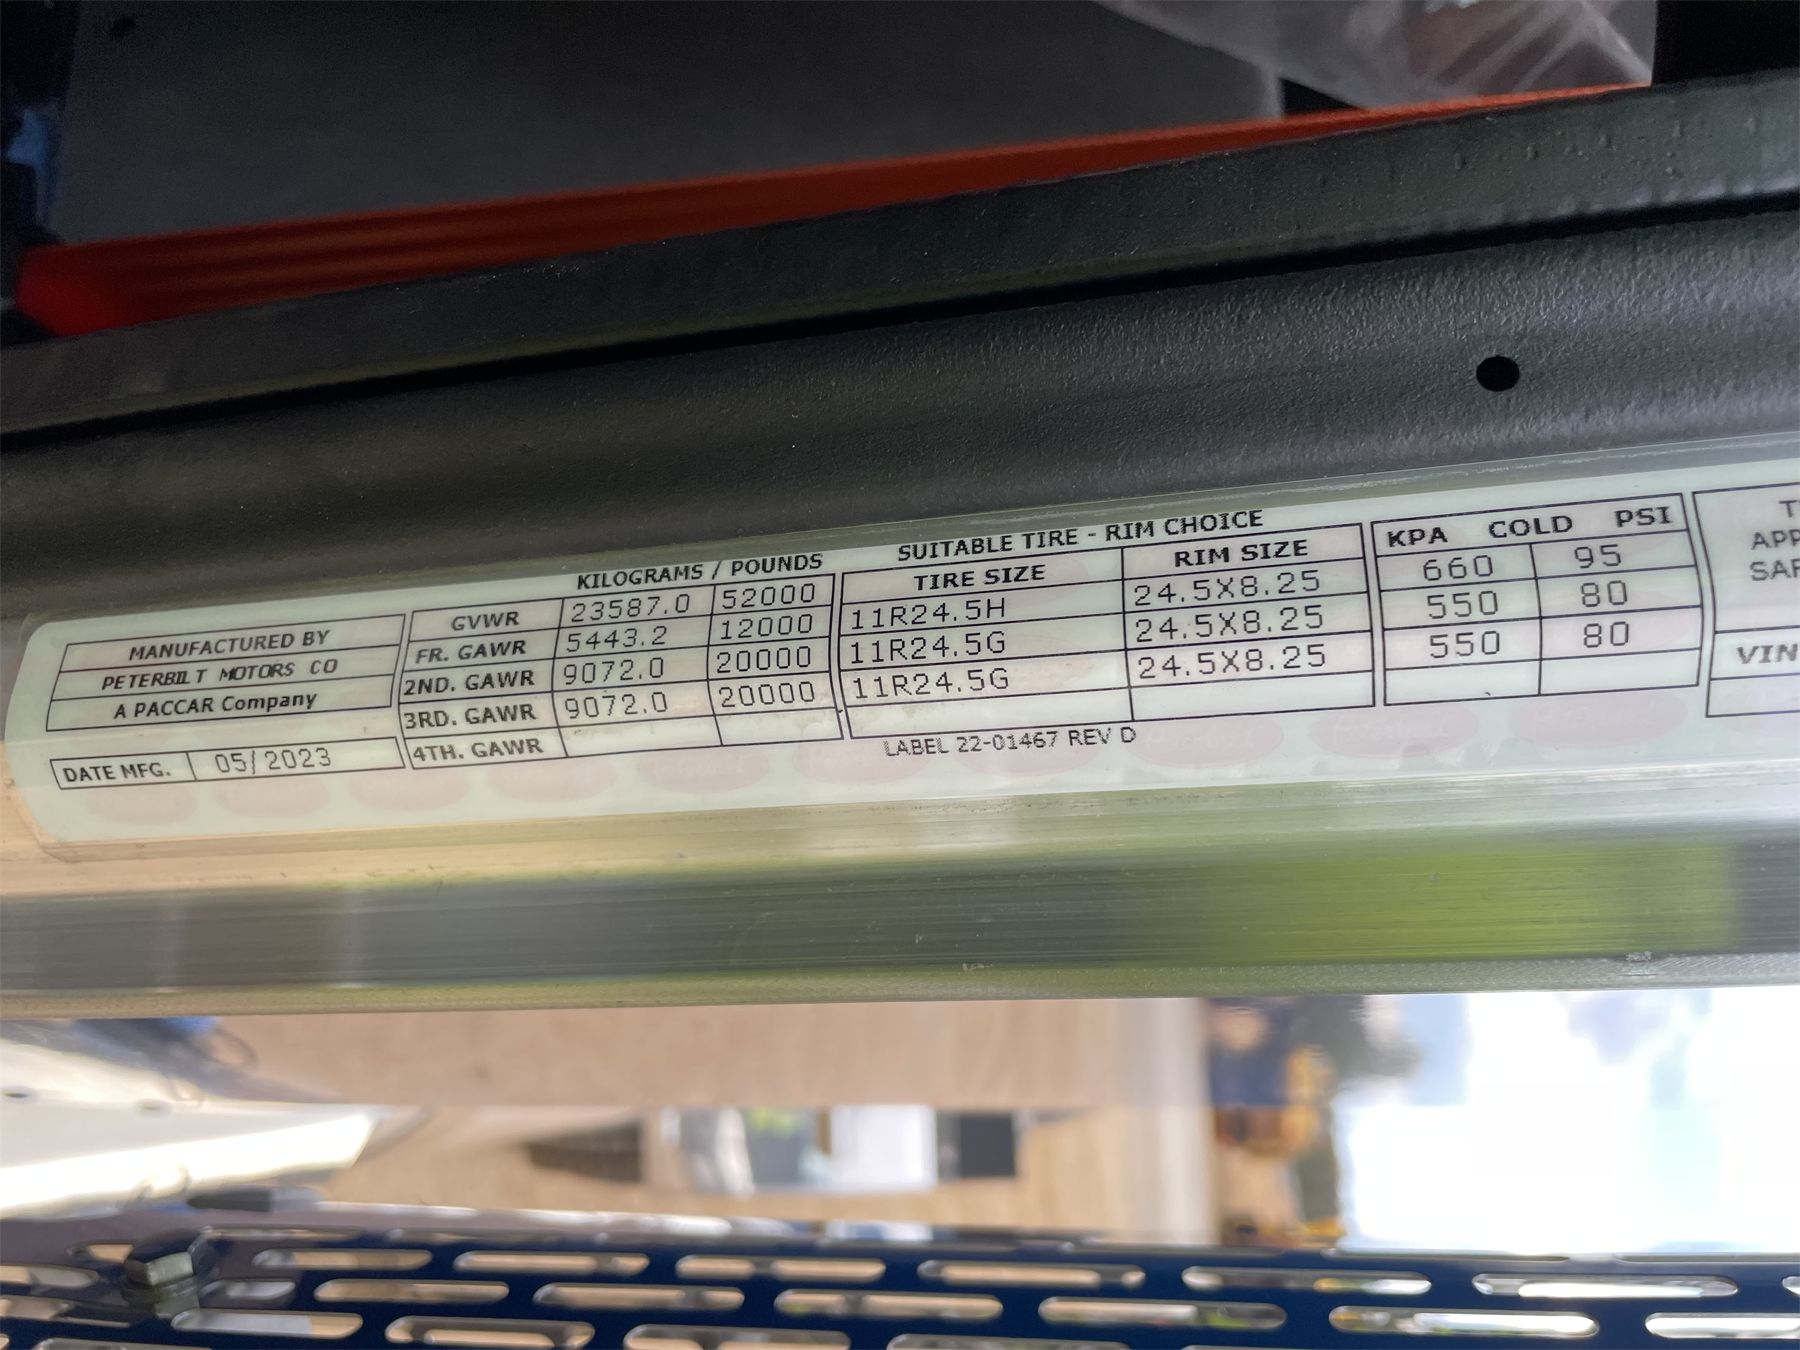 MANUFACTURED BY
PETERBILT MOTORS CO
A PACCAR Company
DATE MFG. 05/2023
KILOGRAMS / POUNDS
GVWR 23587.0 52000
FR. GAWR 5443.2 12000
2ND. GAWR 9072.0 20000
3RD. GAWR 9072.0 20000
4TH. GAWR
SUITABLE TIRE - RIM CHOICE
TIRE SIZE RIM SIZE
11R24.5H 24.5X8.25
11R24.5G 24.5X8.25
11R24.5G 24.5X8.25
KPA COLD PSI
660 95
550 80
550 80
LABEL 22-01467 REV D
VIN